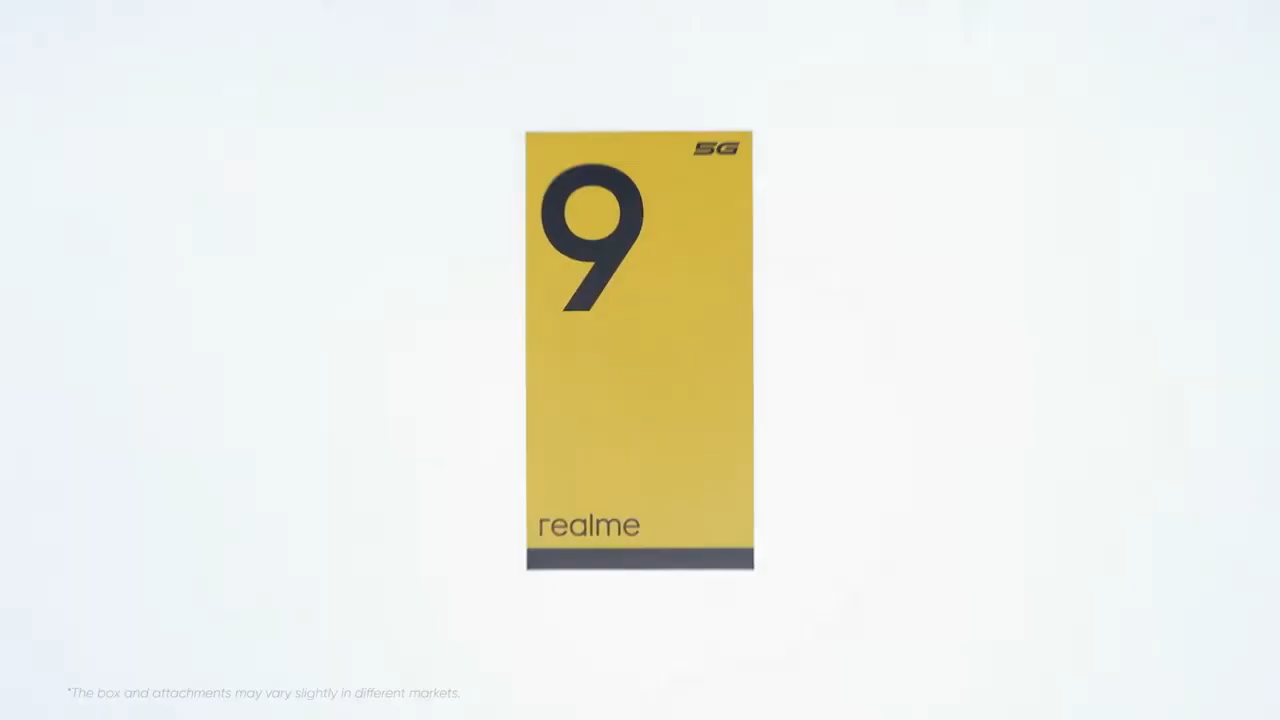 5G
9
realme
*The box and attachments may vary slightly in different markets.